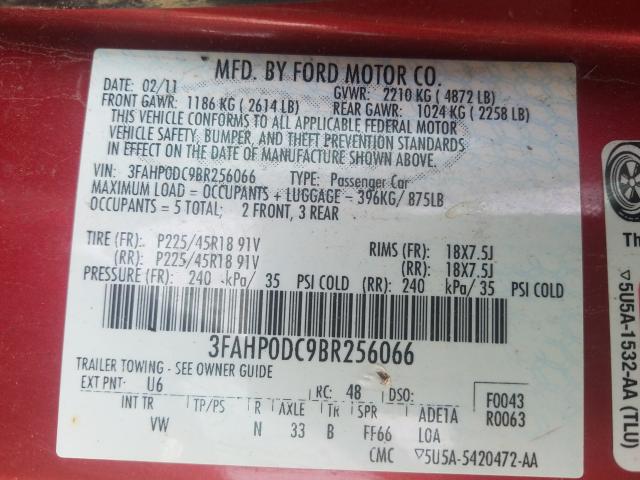 MFD. BY FORD MOTOR CO.
DATE: 02/11 GVWR: 2210 KG ( 4872 LB)
FRONT GAWR: 1186 KG ( 2614 LB) REAR GAWR: 1024 KG ( 2258 LB)
THIS VEHICLE CONFORMS TO ALL APPLICABLE FEDERAL MOTOR
VEHICLE SAFETY, BUMPER, AND THEFT PREVENTION STANDARDS
IN EFFECT ON THE DATE OF MANUFACTURE SHOWN ABOVE.
VIN: 3FAHP0DC9BR256066 TYPE: Passenger Car
MAXIMUM LOAD = OCCUPANTS + LUGGAGE = 396KG/ 875LB
OCCUPANTS = 5 TOTAL; 2 FRONT, 3 REAR
TIRE (FR): P225/45R18 91V RIMS (FR): 18X7.5J
(RR): P225/45R18 91V (RR): 18X7.5J
PRESSURE (FR): 240 kPa/ 35 PSI COLD (RR): 240 kPa/ 35 PSI COLD
3FAHP0DC9BR256066
TRAILER TOWING - SEE OWNER GUIDE
EXT PNT: U6 RC: 48 DSO: F0043
INT TR TP/PS R AXLE TR SPR ADE1A R0063
VW N 33 B FF66 LOA
CMC ▽5U5A-5420472-AA
Th
▽5U5A-1532-AA (TLU)